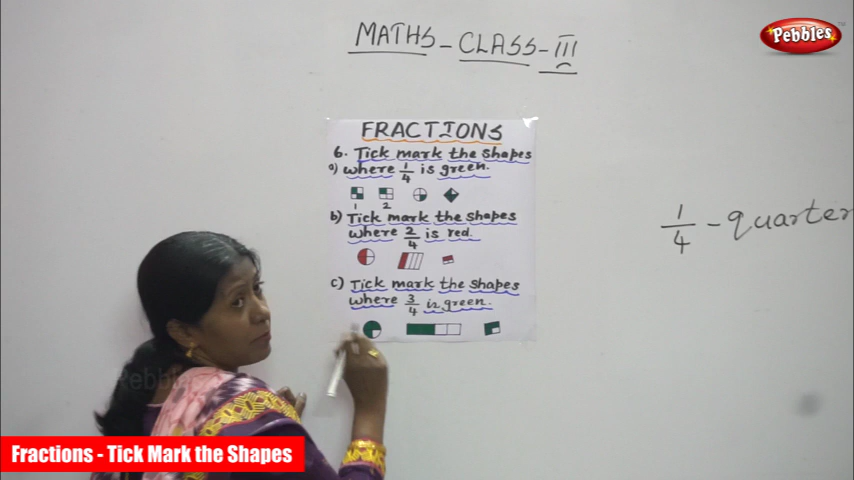 MATHS - CLASS - III
Pebbles
FRACTIONS
6. Tick mark the shapes
a) where 1/4 is green.
1 2
b) Tick mark the shapes
where 2/4 is red.
c) Tick mark the shapes
where 3/4 is green.
1/4 - quarter
Pebbles
Fractions - Tick Mark the Shapes